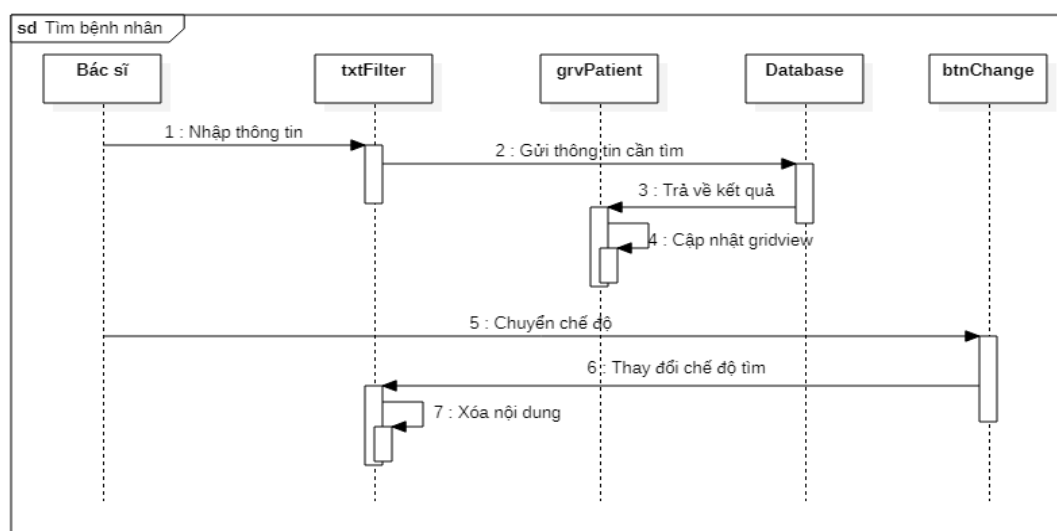 sd Tìm bệnh nhân
Bác sĩ
txtFilter
grvPatient
Database
btnChange
1 : Nhập thông tin
2 : Gửi thông tin cần tìm
3 : Trả về kết quả
4 : Cập nhật gridview
5 : Chuyển chế độ
6 : Thay đổi chế độ tìm
7 : Xóa nội dung